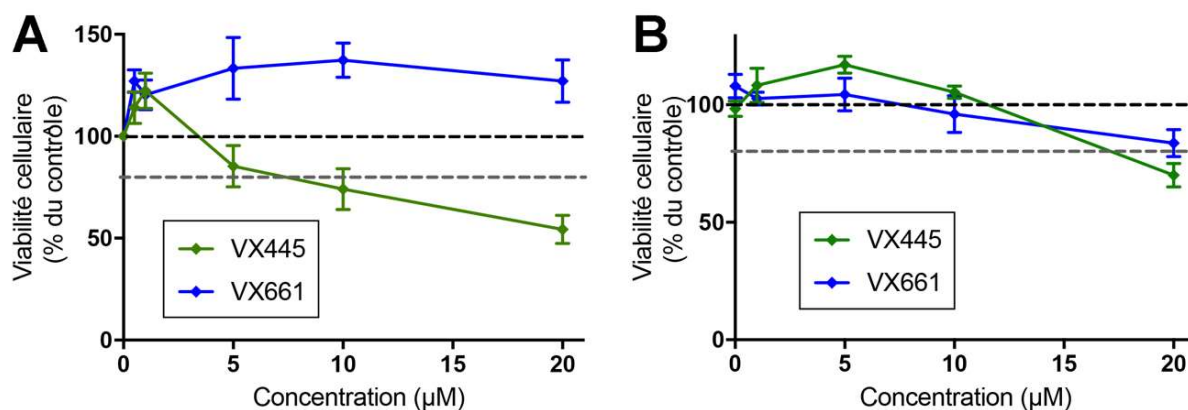 A
Viabilité cellulaire
(% du contrôle)
150
100
50
0
VX445
VX661
0 5 10 15 20
Concentration (µM)
B
Viabilité cellulaire
(% du contrôle)
100
50
0
VX445
VX661
0 5 10 15 20
Concentration (µM)